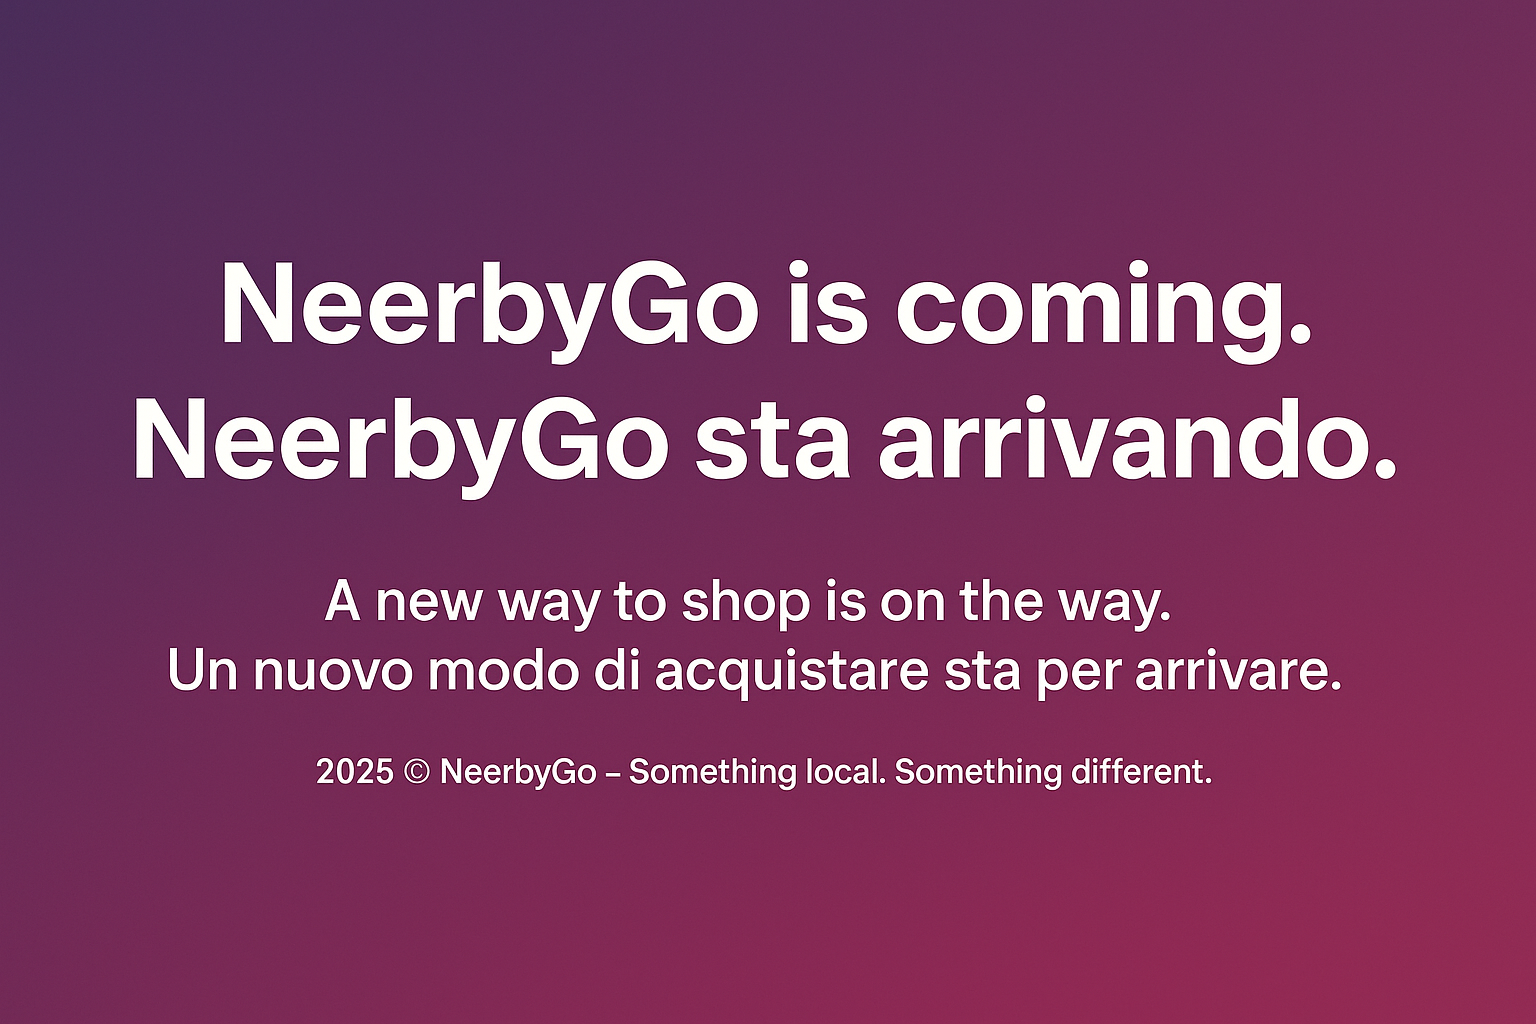 NeerbyGo is coming.
NeerbyGo sta arrivando.
A new way to shop is on the way.
Un nuovo modo di acquistare sta per arrivare.
2025 © NeerbyGo – Something local. Something different.